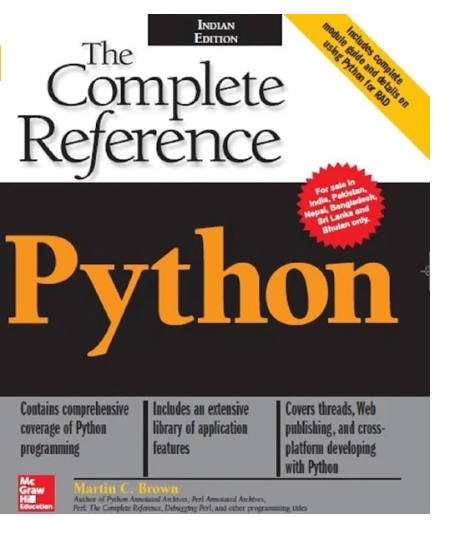 INDIAN
EDITION
The
Complete
Reference
Includes complete
module guide and details on
using Python for RAD
For sale in
India, Pakistan,
Nepal, Bangladesh,
Sri Lanka and
Bhutan only.
Python
Contains comprehensive
coverage of Python
programming
Includes an extensive
library of application
features
Covers threads, Web
publishing, and cross-
platform developing
with Python
Mc
Graw
Hill
Education
Martin C. Brown
Author of Python Annotated Archives, Perl Annotated Archives,
Perl: The Complete Reference, Debugging Perl, and other programming titles